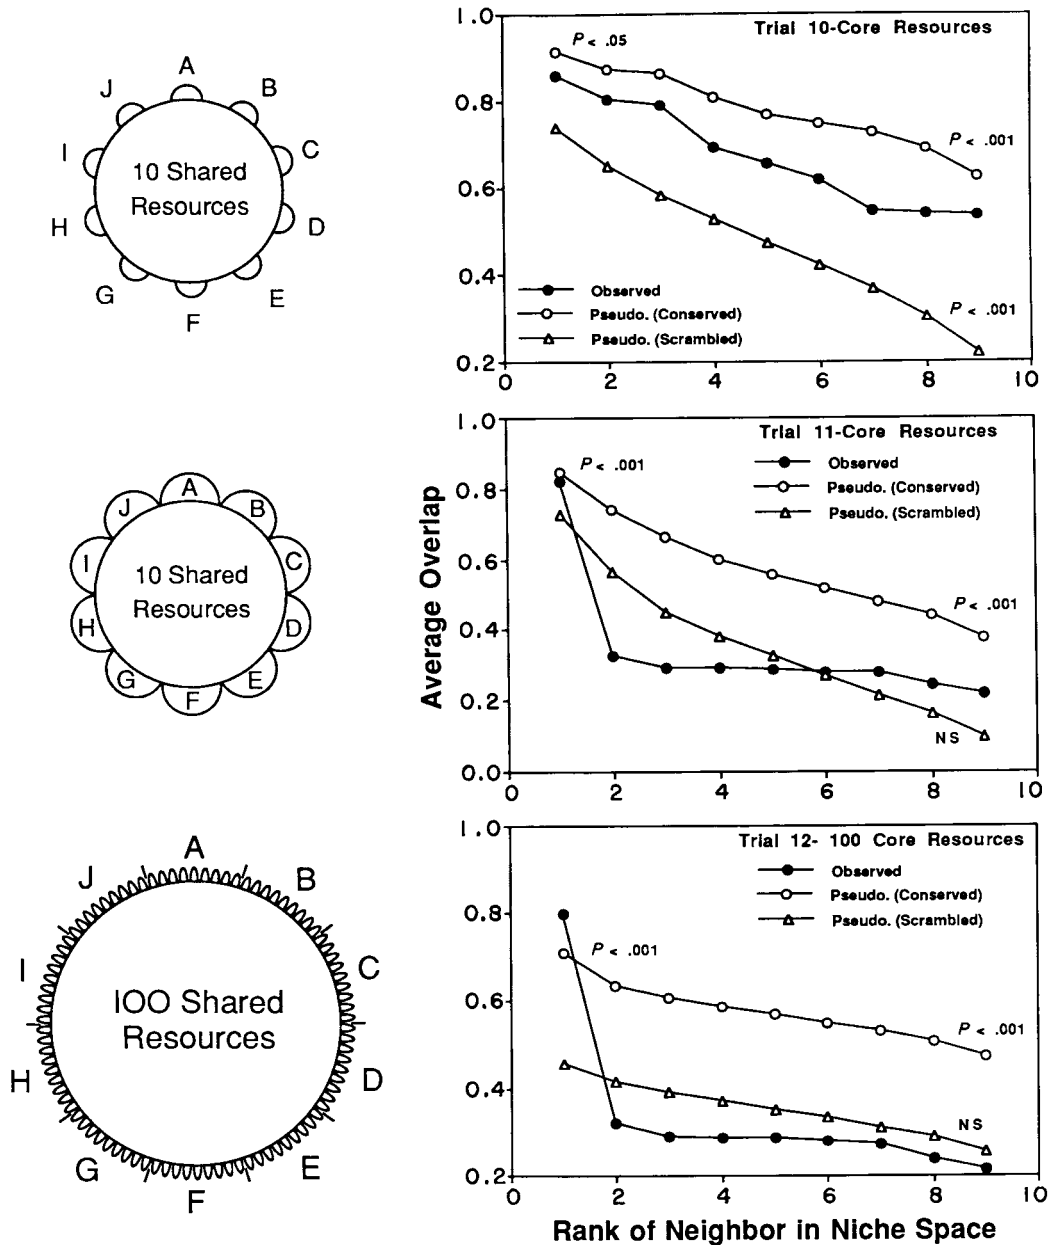 A
B
C
D
E
F
G
H
I
J
10 Shared
Resources
1.0
0.8
0.6
0.4
0.2
0
2
4
6
8
10
Trial 10-Core Resources
P < .05
P < .001
P < .001
Observed
Pseudo. (Conserved)
Pseudo. (Scrambled)
A
B
C
D
E
F
G
H
I
J
10 Shared
Resources
Average Overlap
1.0
0.8
0.6
0.4
0.2
0.0
0
2
4
6
8
10
Trial 11-Core Resources
Observed
Pseudo. (Conserved)
Pseudo. (Scrambled)
P < .001
P < .001
NS
A
B
C
D
E
F
G
H
I
J
100 Shared
Resources
1.0
0.8
0.6
0.4
0.2
0
2
4
6
8
10
Trial 12- 100 Core Resources
Observed
Pseudo. (Conserved)
Pseudo. (Scrambled)
P < .001
P < .001
NS
Rank of Neighbor in Niche Space